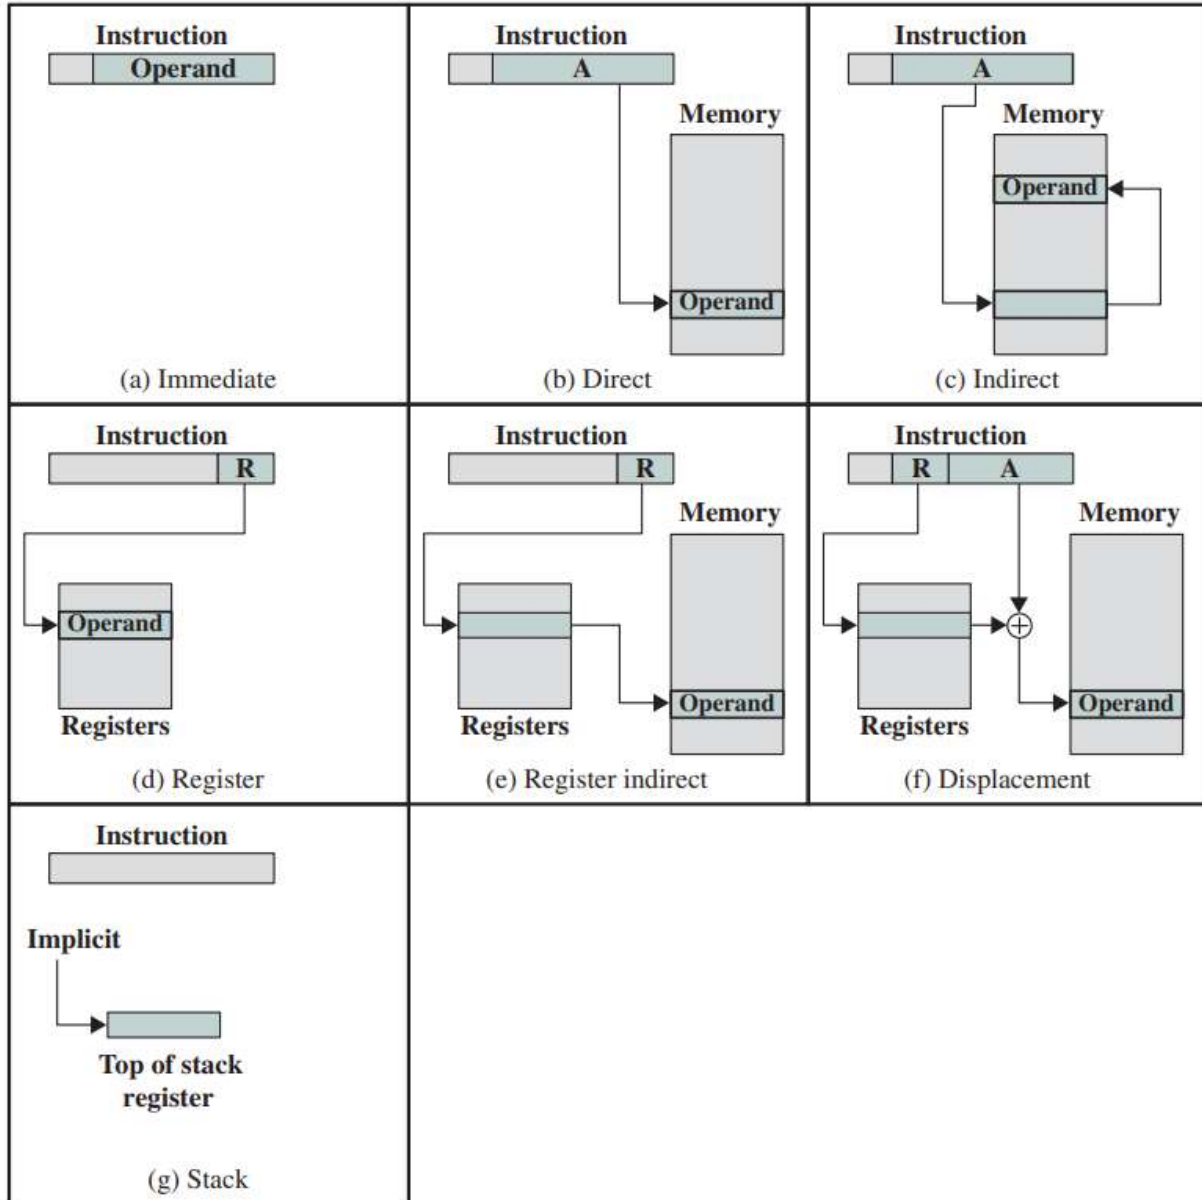 Instruction
Operand
(a) Immediate
Instruction
A
Memory
Operand
(b) Direct
Instruction
A
Memory
Operand
(c) Indirect
Instruction
R
Operand
Registers
(d) Register
Instruction
R
Memory
Operand
Registers
(e) Register indirect
Instruction
R A
Memory
Operand
Registers
(f) Displacement
Instruction
Implicit
Top of stack
register
(g) Stack